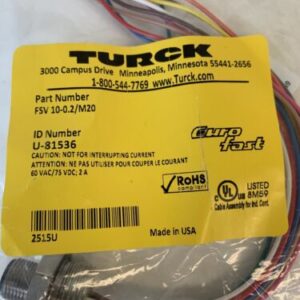 TURCK
3000 Campus Drive Minneapolis, Minnesota 55441-2656
1-800-544-7769 www.Turck.com
Part Number
FSV 10-0.2/M20
ID Number
U-81536
CAUTION: NOT FOR INTERRUPTING CURRENT
ATTENTION: NE PAS UTILISER POUR COUPER LE COURANT
60 VAC/75 VDC; 2 A
euro fast
RoHS
compliant
c UL US LISTED
8M59
Cable Assembly for Ind. Cont
2515U
Made in USA